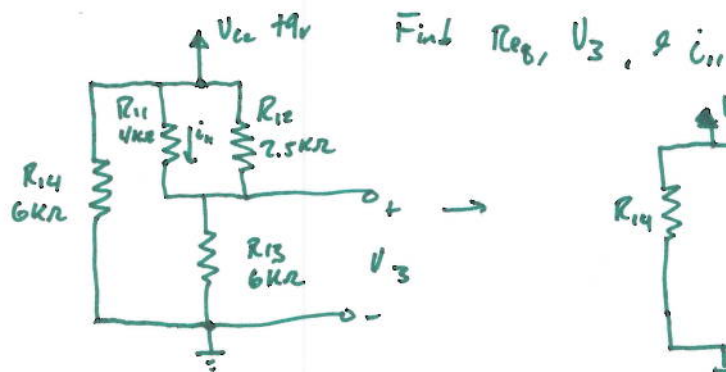 Vcc +9v
Find Req, V3, & i11
R11
4KΩ
i11
R12
2.5KΩ
R14
6KΩ
+
R13
6KΩ
V3
-
R14